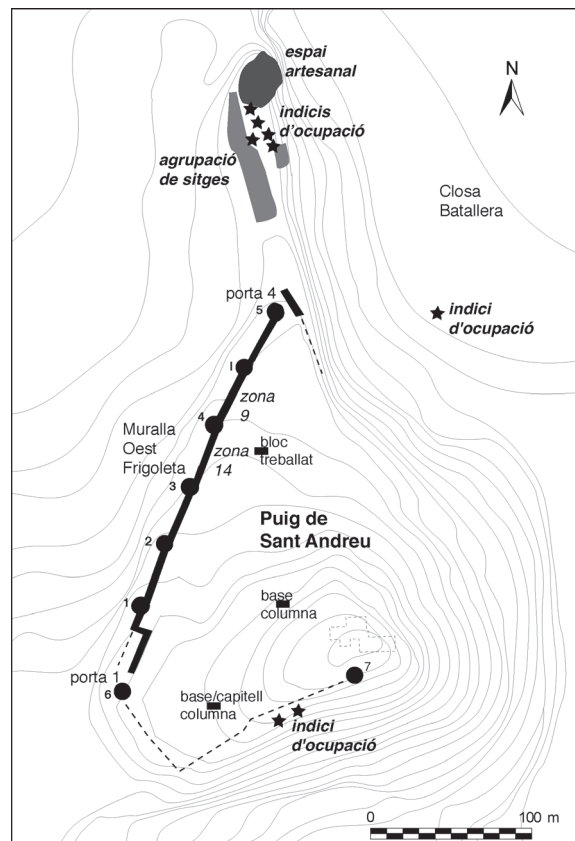 espai
artesanal
N
indicis
d'ocupació
agrupació
de sitges
Closa
Batallera
porta 4
5
indici
d'ocupació
I
zona
9
4
Muralla
Oest
Frigoleta
bloc
treballat
zona
14
3
Puig de
Sant Andreu
2
base
columna
1
7
porta 1
6
base/capitell
columna
indici
d'ocupació
0
100 m